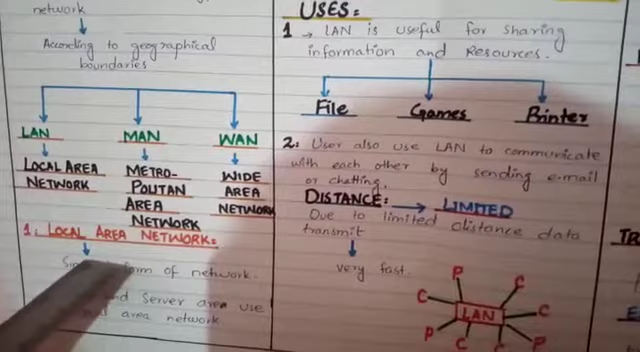 network
According to geographical
boundaries
LAN
MAN
WAN
LOCAL AREA
NETWORK
METRO-
POLITAN
AREA
NETWORK
WIDE
AREA
NETWORK
1. LOCAL AREA NETWORK:
form of network.
Server area use
area network
USES:
1 → LAN is useful for sharing
information and Resources.
File
Games
Printer
2. User also use LAN to communicate
with each other by sending e-mail
or chatting.
DISTANCE: → LIMITED
Due to limited distance data
transmit
very fast.
P
C
C
LAN
C
P
C
P
TR
E